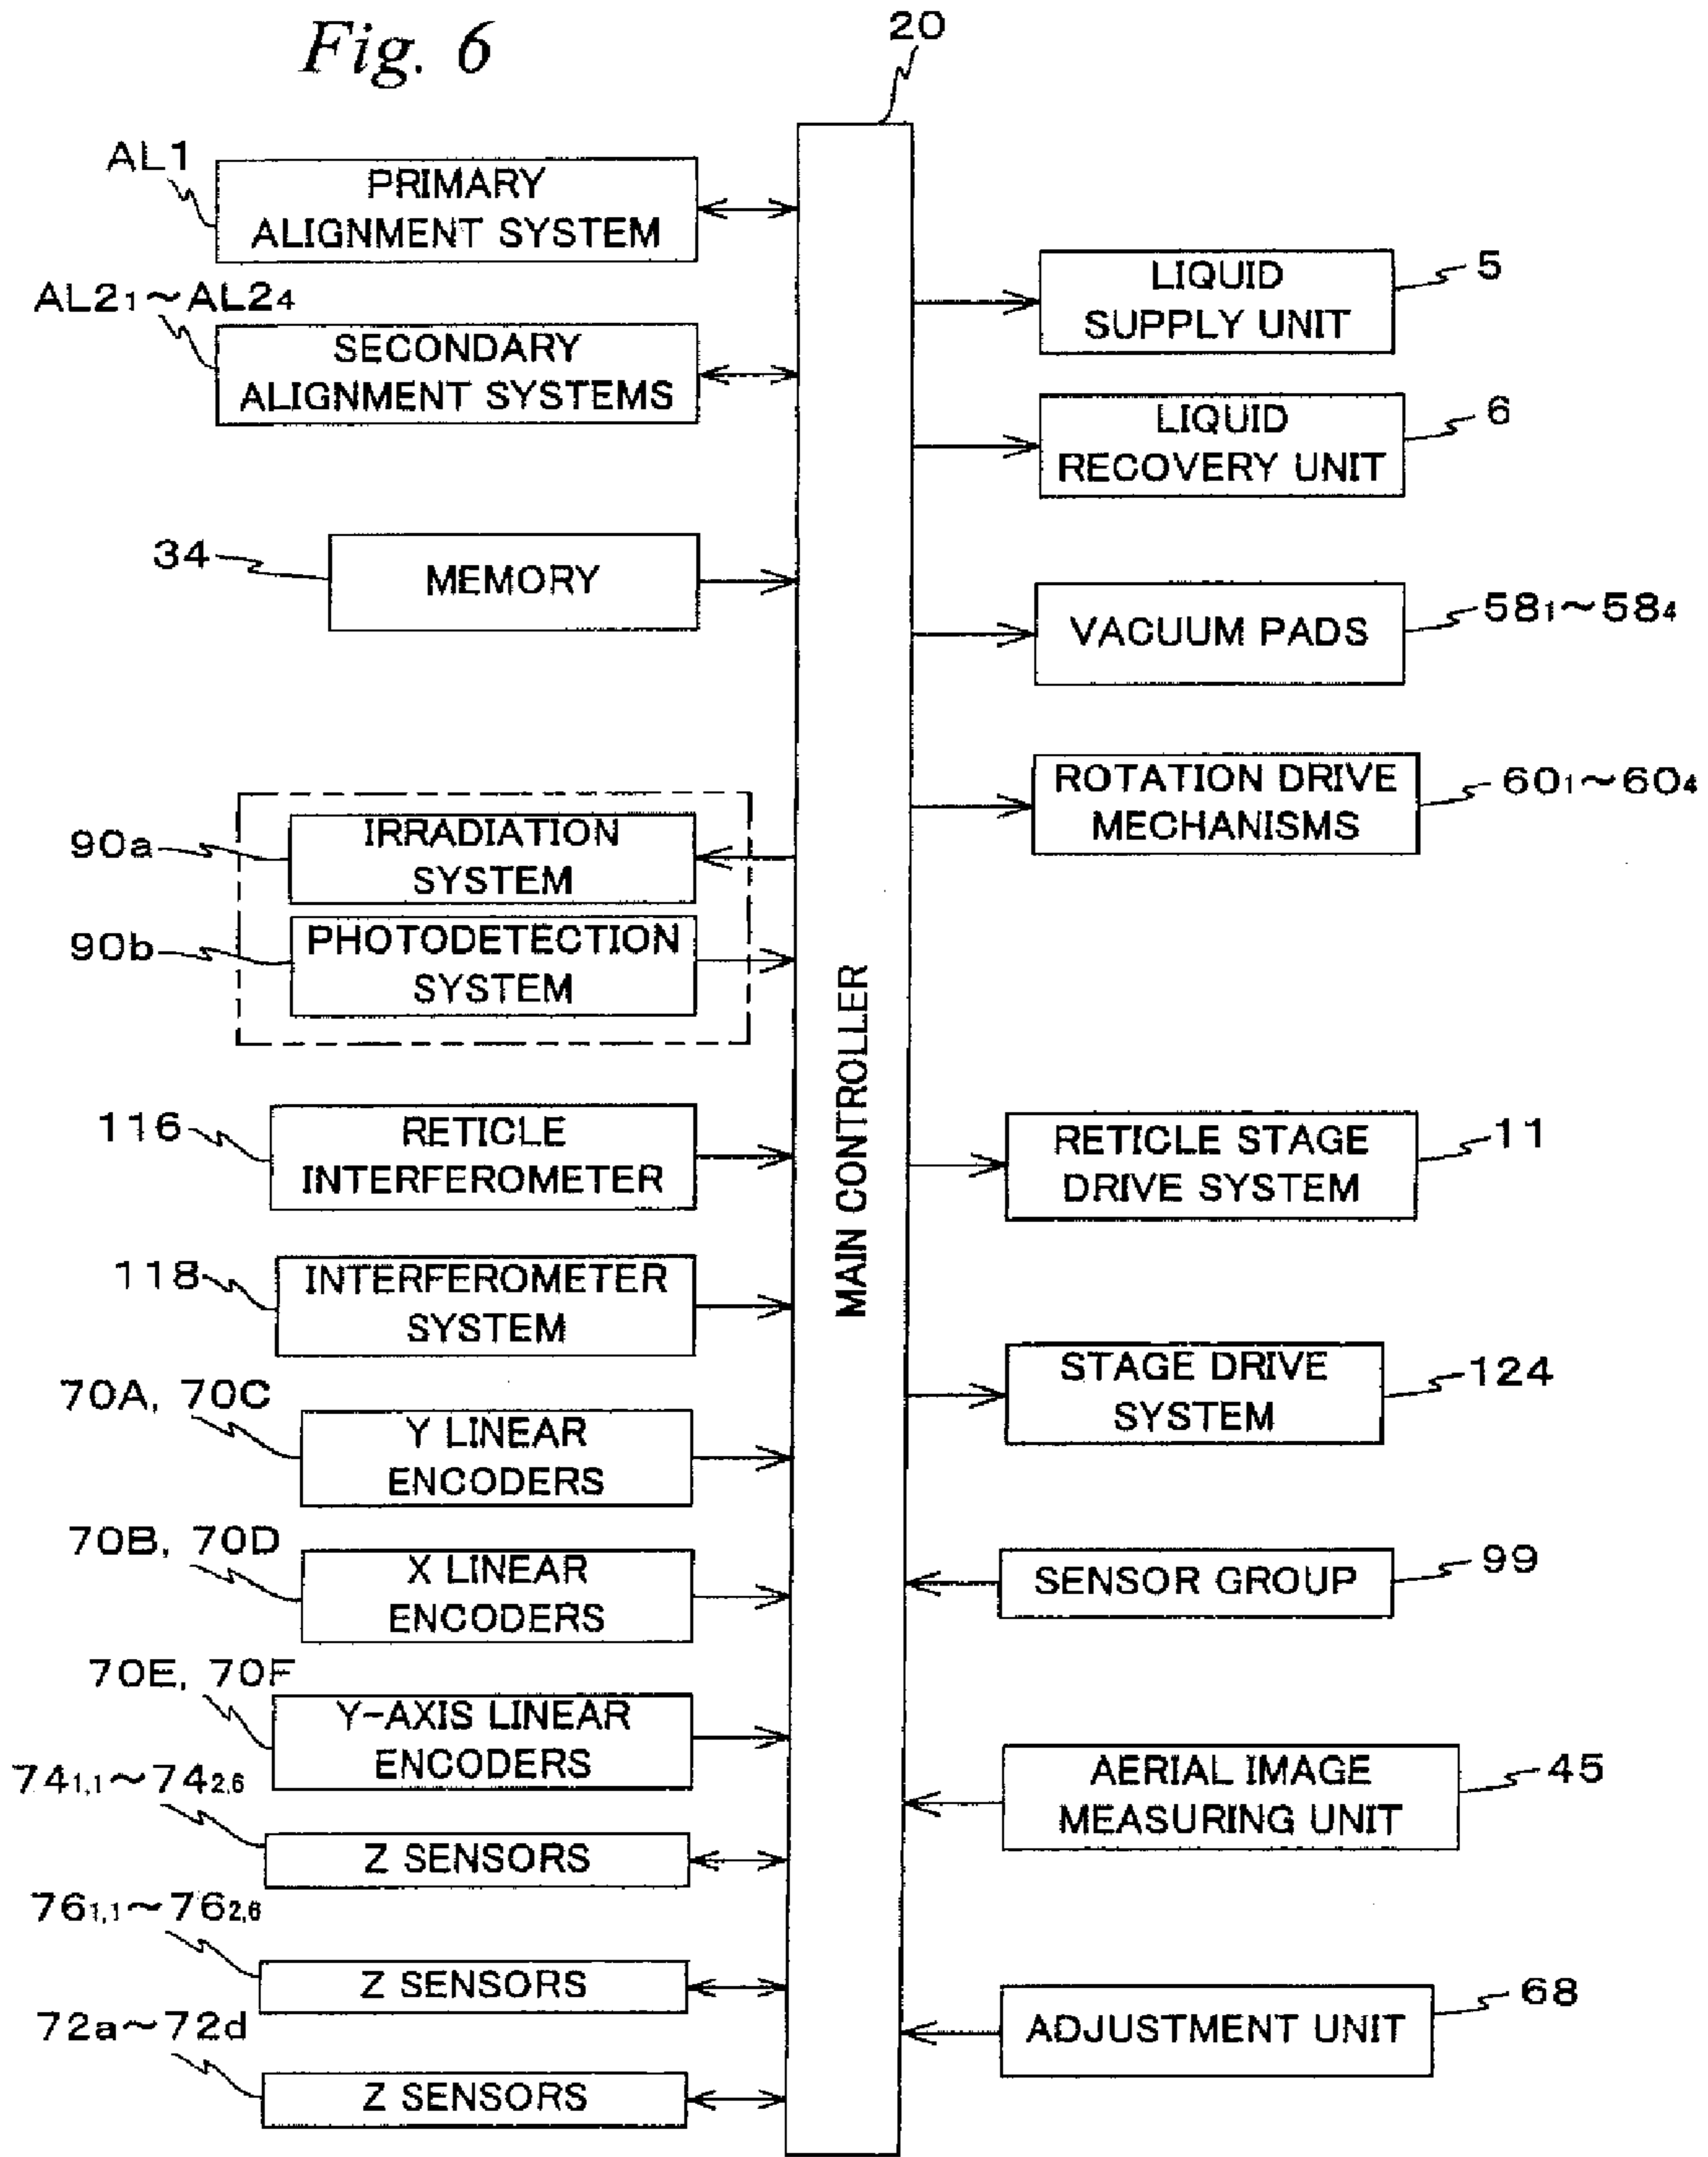 Fig. 6
20
AL1
PRIMARY
ALIGNMENT SYSTEM
AL2₁~AL2₄
SECONDARY
ALIGNMENT SYSTEMS
34
MEMORY
90a
IRRADIATION
SYSTEM
90b
PHOTODETECTION
SYSTEM
116
RETICLE
INTERFEROMETER
118
INTERFEROMETER
SYSTEM
70A, 70C
Y LINEAR
ENCODERS
70B, 70D
X LINEAR
ENCODERS
70E, 70F
Y-AXIS LINEAR
ENCODERS
74₁,₁~74₂,₆
Z SENSORS
76₁,₁~76₂,₆
Z SENSORS
72a~72d
Z SENSORS
MAIN CONTROLLER
LIQUID
SUPPLY UNIT
5
LIQUID
RECOVERY UNIT
6
VACUUM PADS
58₁~58₄
ROTATION DRIVE
MECHANISMS
60₁~60₄
RETICLE STAGE
DRIVE SYSTEM
11
STAGE DRIVE
SYSTEM
124
SENSOR GROUP
99
AERIAL IMAGE
MEASURING UNIT
45
ADJUSTMENT UNIT
68